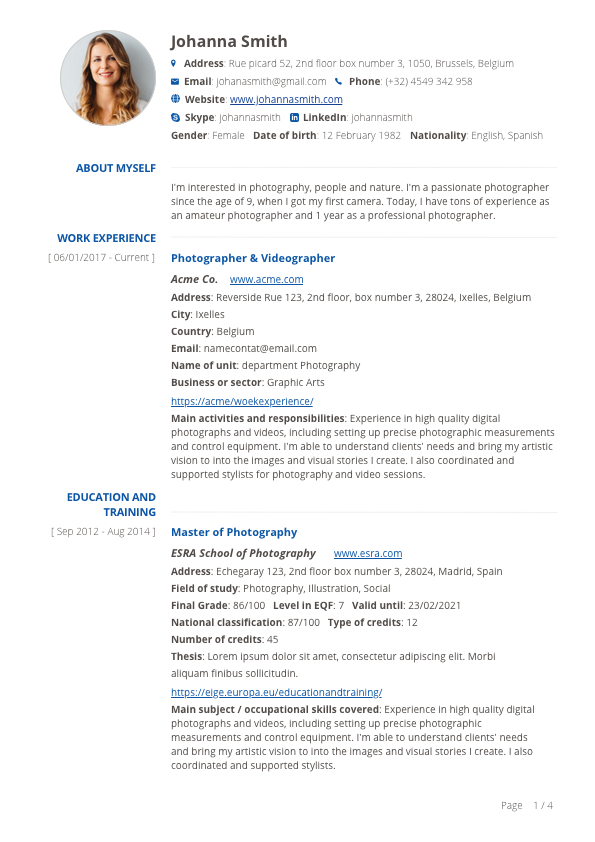 Johanna Smith
Address: Rue picard 52, 2nd floor box number 3, 1050, Brussels, Belgium
Email: johanasmith@gmail.com Phone: (+32) 4549 342 958
Website: www.johannasmith.com
Skype: johannasmith LinkedIn: johannasmith
Gender: Female Date of birth: 12 February 1982 Nationality: English, Spanish
ABOUT MYSELF
I'm interested in photography, people and nature. I'm a passionate photographer
since the age of 9, when I got my first camera. Today, I have tons of experience as
an amateur photographer and 1 year as a professional photographer.
WORK EXPERIENCE
[ 06/01/2017 - Current ] Photographer & Videographer
Acme Co. www.acme.com
Address: Reverside Rue 123, 2nd floor, box number 3, 28024, Ixelles, Belgium
City: Ixelles
Country: Belgium
Email: namecontat@email.com
Name of unit: department Photography
Business or sector: Graphic Arts
https://acme/woekexperience/
Main activities and responsibilities: Experience in high quality digital
photographs and videos, including setting up precise photographic measurements
and control equipment. I'm able to understand clients' needs and bring my artistic
vision to into the images and visual stories I create. I also coordinated and
supported stylists for photography and video sessions.
EDUCATION AND
TRAINING
[ Sep 2012 - Aug 2014 ] Master of Photography
ESRA School of Photography www.esra.com
Address: Echegaray 123, 2nd floor box number 3, 28024, Madrid, Spain
Field of study: Photography, Illustration, Social
Final Grade: 86/100 Level in EQF: 7 Valid until: 23/02/2021
National classification: 87/100 Type of credits: 12
Number of credits: 45
Thesis: Lorem ipsum dolor sit amet, consectetur adipiscing elit. Morbi
aliquam finibus sollicitudin.
https://eige.europa.eu/educationandtraining/
Main subject / occupational skills covered: Experience in high quality digital
photographs and videos, including setting up precise photographic
measurements and control equipment. I'm able to understand clients' needs
and bring my artistic vision to into the images and visual stories I create. I also
coordinated and supported stylists.
Page 1 / 4